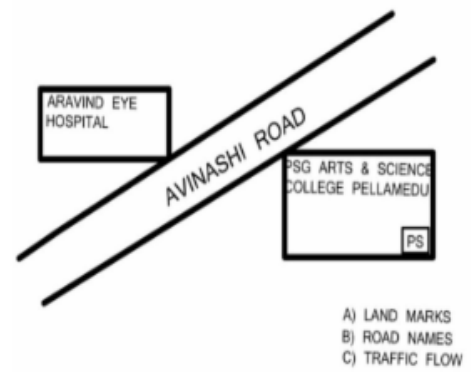 ARAVIND EYE
HOSPITAL
AVINASHI ROAD
PSG ARTS & SCIENCE
COLLEGE PELLAMEDU
PS
A) LAND MARKS
B) ROAD NAMES
C) TRAFFIC FLOW